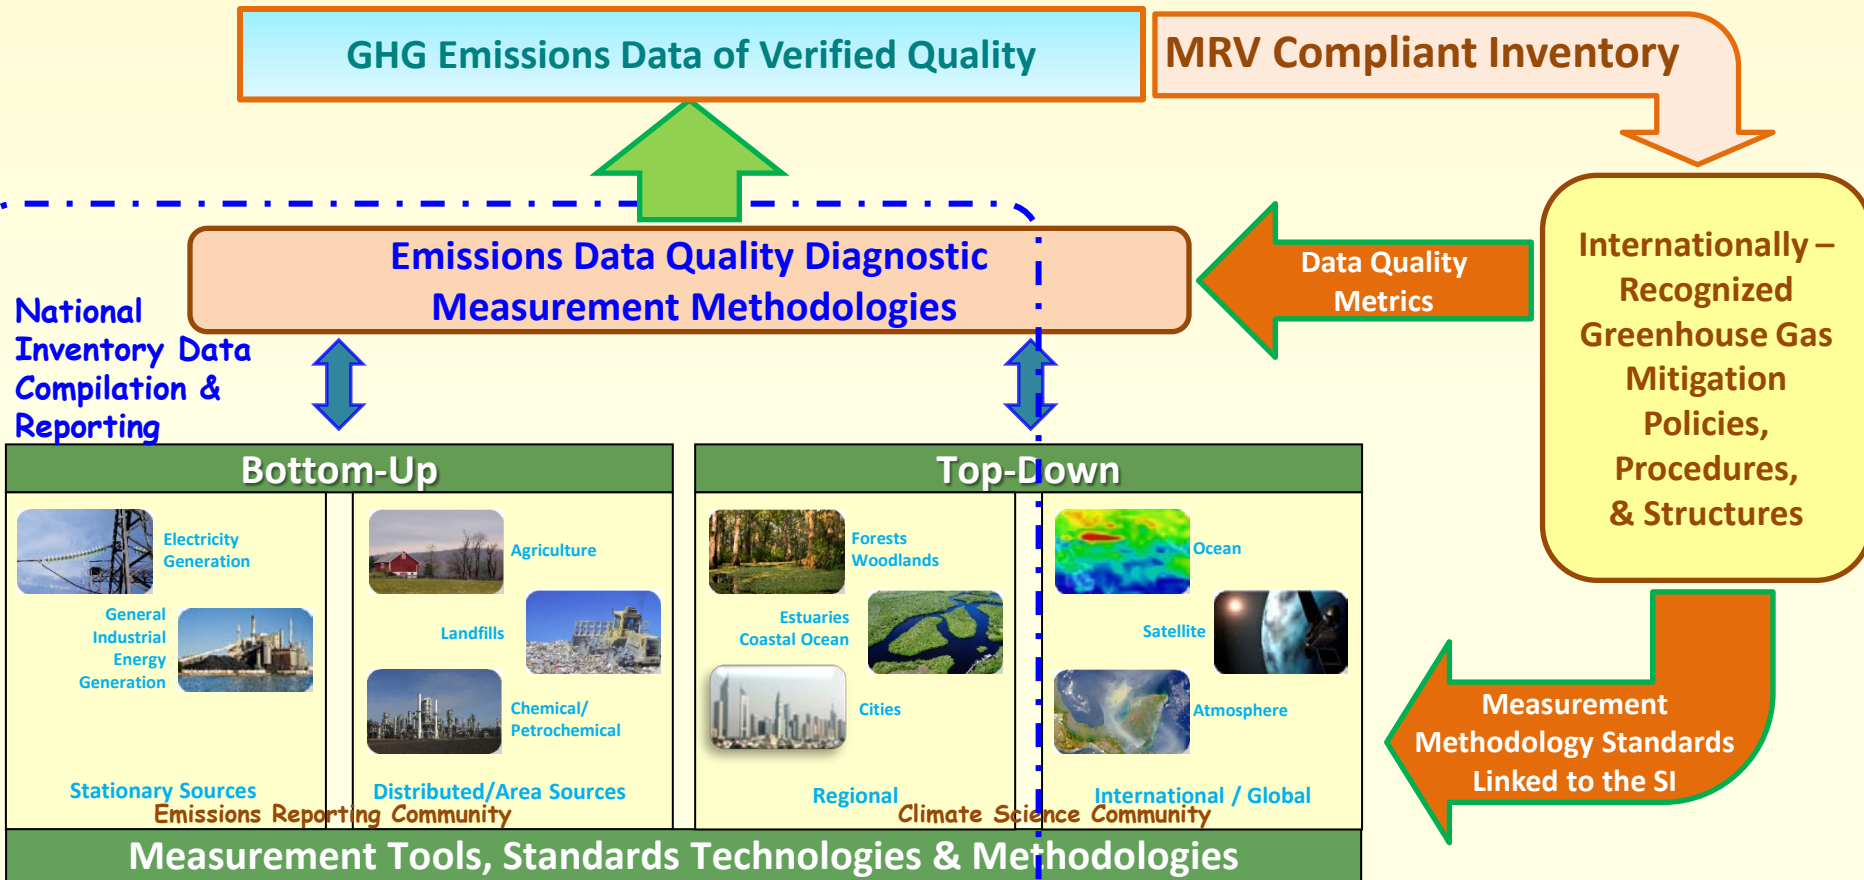 GHG Emissions Data of Verified Quality
MRV Compliant Inventory
Emissions Data Quality Diagnostic
Measurement Methodologies
Data Quality
Metrics
Internationally –
Recognized
Greenhouse Gas
Mitigation
Policies,
Procedures,
& Structures
National
Inventory Data
Compilation &
Reporting
Bottom-Up
Electricity
Generation
General
Industrial
Energy
Generation
Stationary Sources
Agriculture
Landfills
Chemical/
Petrochemical
Distributed/Area Sources
Emissions Reporting Community
Top-Down
Forests
Woodlands
Estuaries
Coastal Ocean
Cities
Regional
Ocean
Satellite
Atmosphere
International / Global
Climate Science Community
Measurement
Methodology Standards
Linked to the SI
Measurement Tools, Standards Technologies & Methodologies